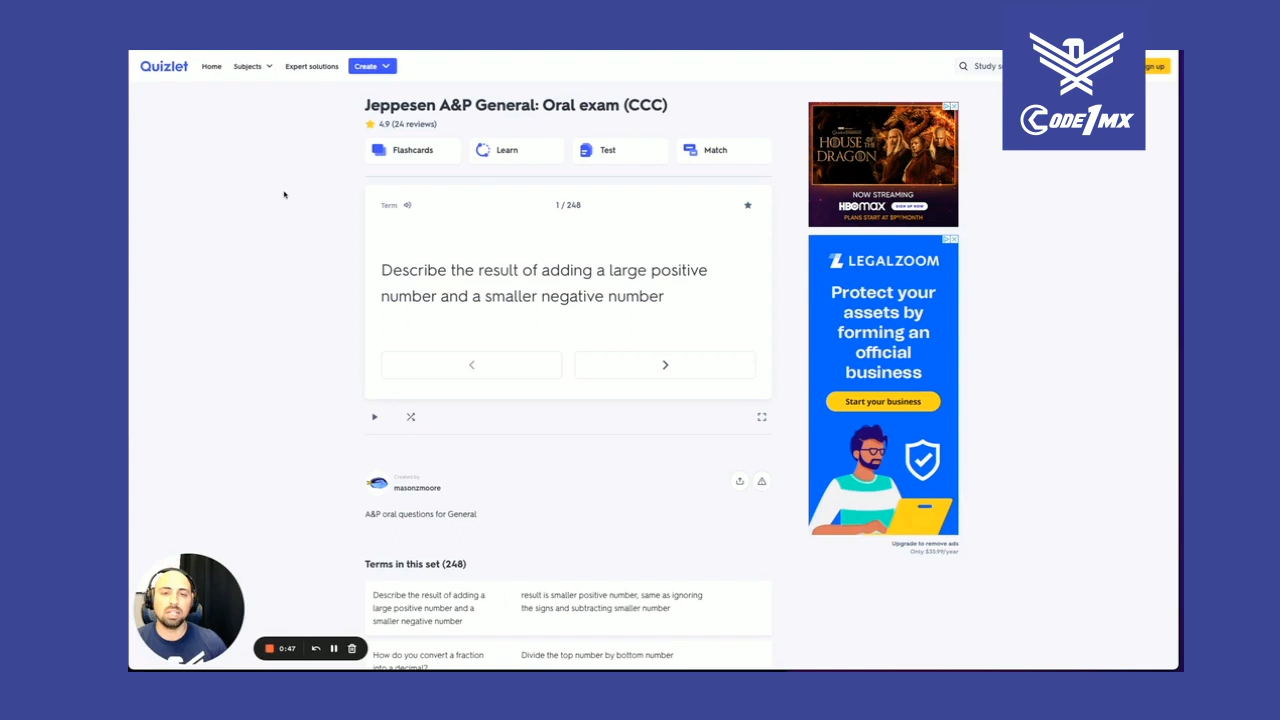 Quizlet Home Subjects Expert solutions Create
Study s
gn up
CODE1MX
Jeppesen A&P General: Oral exam (CCC)
4.9 (24 reviews)
Flashcards Learn Test Match
Term 1 / 248
Describe the result of adding a large positive
number and a smaller negative number
Created by
masonzmoore
A&P oral questions for General
Terms in this set (248)
Describe the result of adding a
large positive number and a
smaller negative number
result is smaller positive number, same as ignoring
the signs and subtracting smaller number
How do you convert a fraction
into a decimal?
Divide the top number by bottom number
HOUSE OF THE
DRAGON
NOW STREAMING
HBOmax SIGN UP NOW
LEGALZOOM
Protect your
assets by
forming an
official
business
Start your business
Upgrade to remove ads
Only $35.99/year
0:47